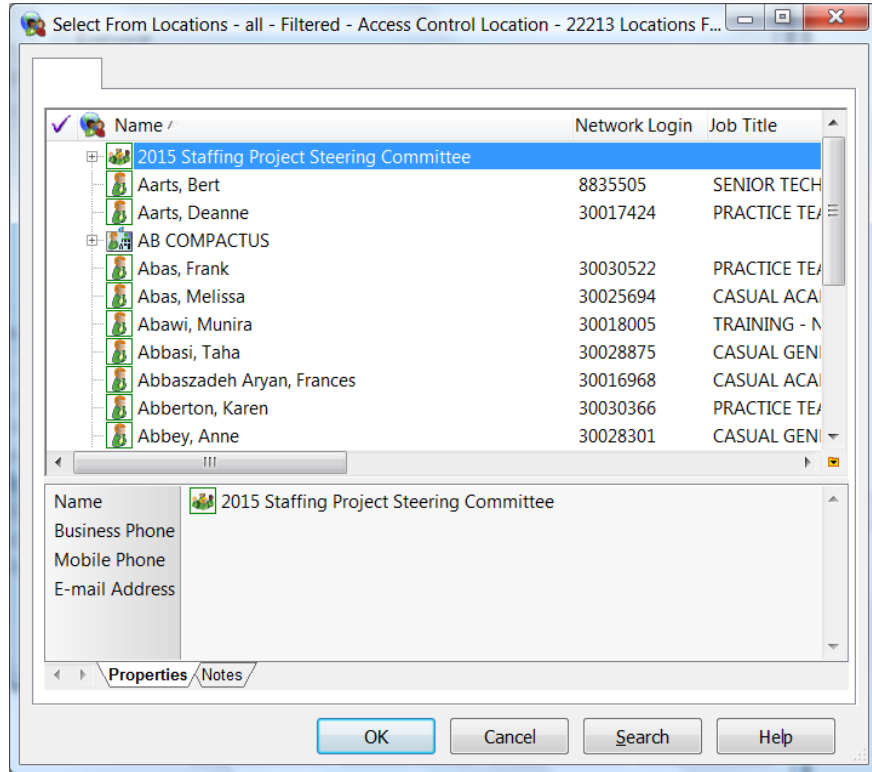 Select From Locations - all - Filtered - Access Control Location - 22213 Locations F...
Name Network Login Job Title
2015 Staffing Project Steering Committee
Aarts, Bert 8835505 SENIOR TECH
Aarts, Deanne 30017424 PRACTICE TEA
AB COMPACTUS
Abas, Frank 30030522 PRACTICE TEA
Abas, Melissa 30025694 CASUAL ACAI
Abawi, Munira 30018005 TRAINING - N
Abbasi, Taha 30028875 CASUAL GENI
Abbaszadeh Aryan, Frances 30016968 CASUAL ACAI
Abberton, Karen 30030366 PRACTICE TEA
Abbey, Anne 30028301 CASUAL GENI
Name 2015 Staffing Project Steering Committee
Business Phone
Mobile Phone
E-mail Address
Properties Notes
OK Cancel Search Help